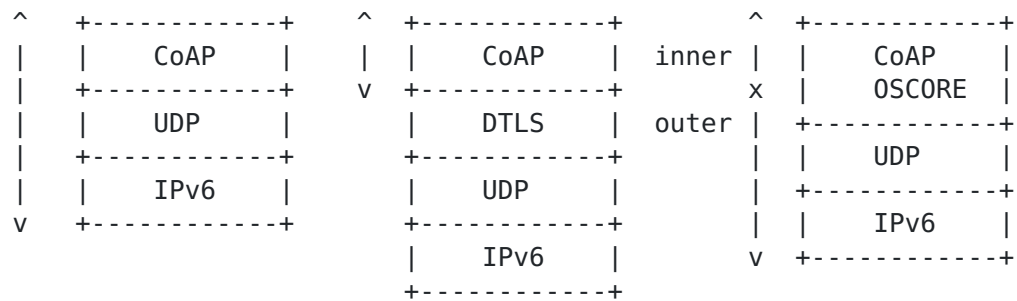 ^   +------------+   ^  +------------+        ^  +------------+
|   |    CoAP    |   |  |    CoAP    |  inner |  |    CoAP    |
|   +------------+   v  +------------+        x  |    OSCORE  |
|   |    UDP     |      |    DTLS    |  outer |  +------------+
|   +------------+      +------------+        |  |    UDP     |
|   |    IPv6    |      |    UDP     |        |  +------------+
v   +------------+      +------------+        |  |    IPv6    |
                        |    IPv6    |        v  +------------+
                        +------------+